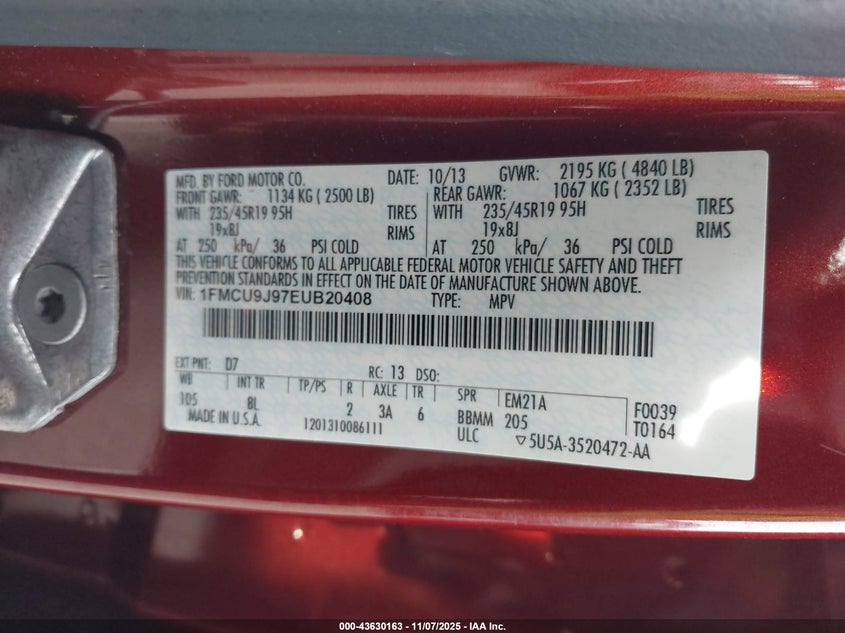 MFD. BY FORD MOTOR CO. DATE: 10/13 GVWR: 2195 KG ( 4840 LB)
FRONT GAWR: 1134 KG ( 2500 LB) REAR GAWR: 1067 KG ( 2352 LB)
WITH 235/45R19 95H TIRES WITH 235/45R19 95H TIRES
19x8J RIMS 19x8J RIMS
AT 250 kPa/ 36 PSI COLD AT 250 kPa/ 36 PSI COLD
THIS VEHICLE CONFORMS TO ALL APPLICABLE FEDERAL MOTOR VEHICLE SAFETY AND THEFT
PREVENTION STANDARDS IN EFFECT ON THE DATE OF MANUFACTURE SHOWN ABOVE.
VIN: 1FMCU9J97EUB20408 TYPE: MPV
EXT PNT: D7 RC: 13 DSO:
WB INT TR TP/PS R AXLE TR SPR EM21A F0039
105 8L 2 3A 6 BBMM 205 T0164
MADE IN U.S.A. 1201310086111 ULC ▽5U5A-3520472-AA
000-43630163 - 11/07/2025 - IAA Inc.